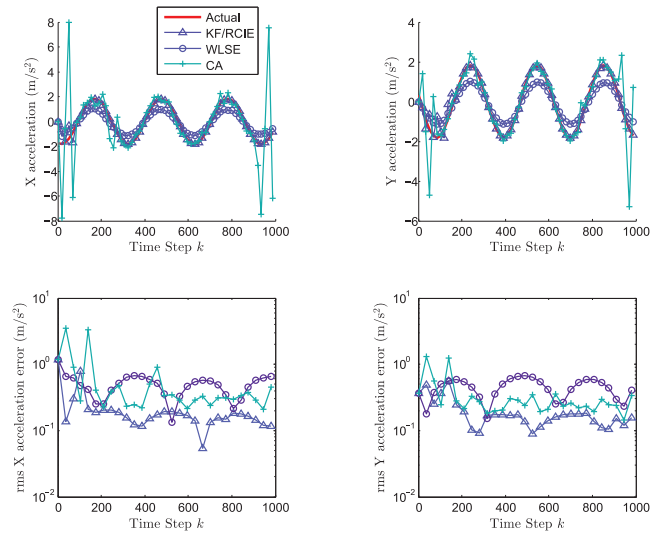 Actual
KF/RCIE
WLSE
CA
X acceleration (m/s²)
8
6
4
2
0
−2
−4
−6
−8
0 200 400 600 800 1000
Time Step k
Y acceleration (m/s²)
6
4
2
0
−2
−4
0 200 400 600 800 1000
Time Step k
rms X acceleration error (m/s²)
10¹
10⁰
10⁻¹
10⁻²
0 200 400 600 800 1000
Time Step k
rms Y acceleration error (m/s²)
10¹
10⁰
10⁻¹
10⁻²
0 200 400 600 800 1000
Time Step k